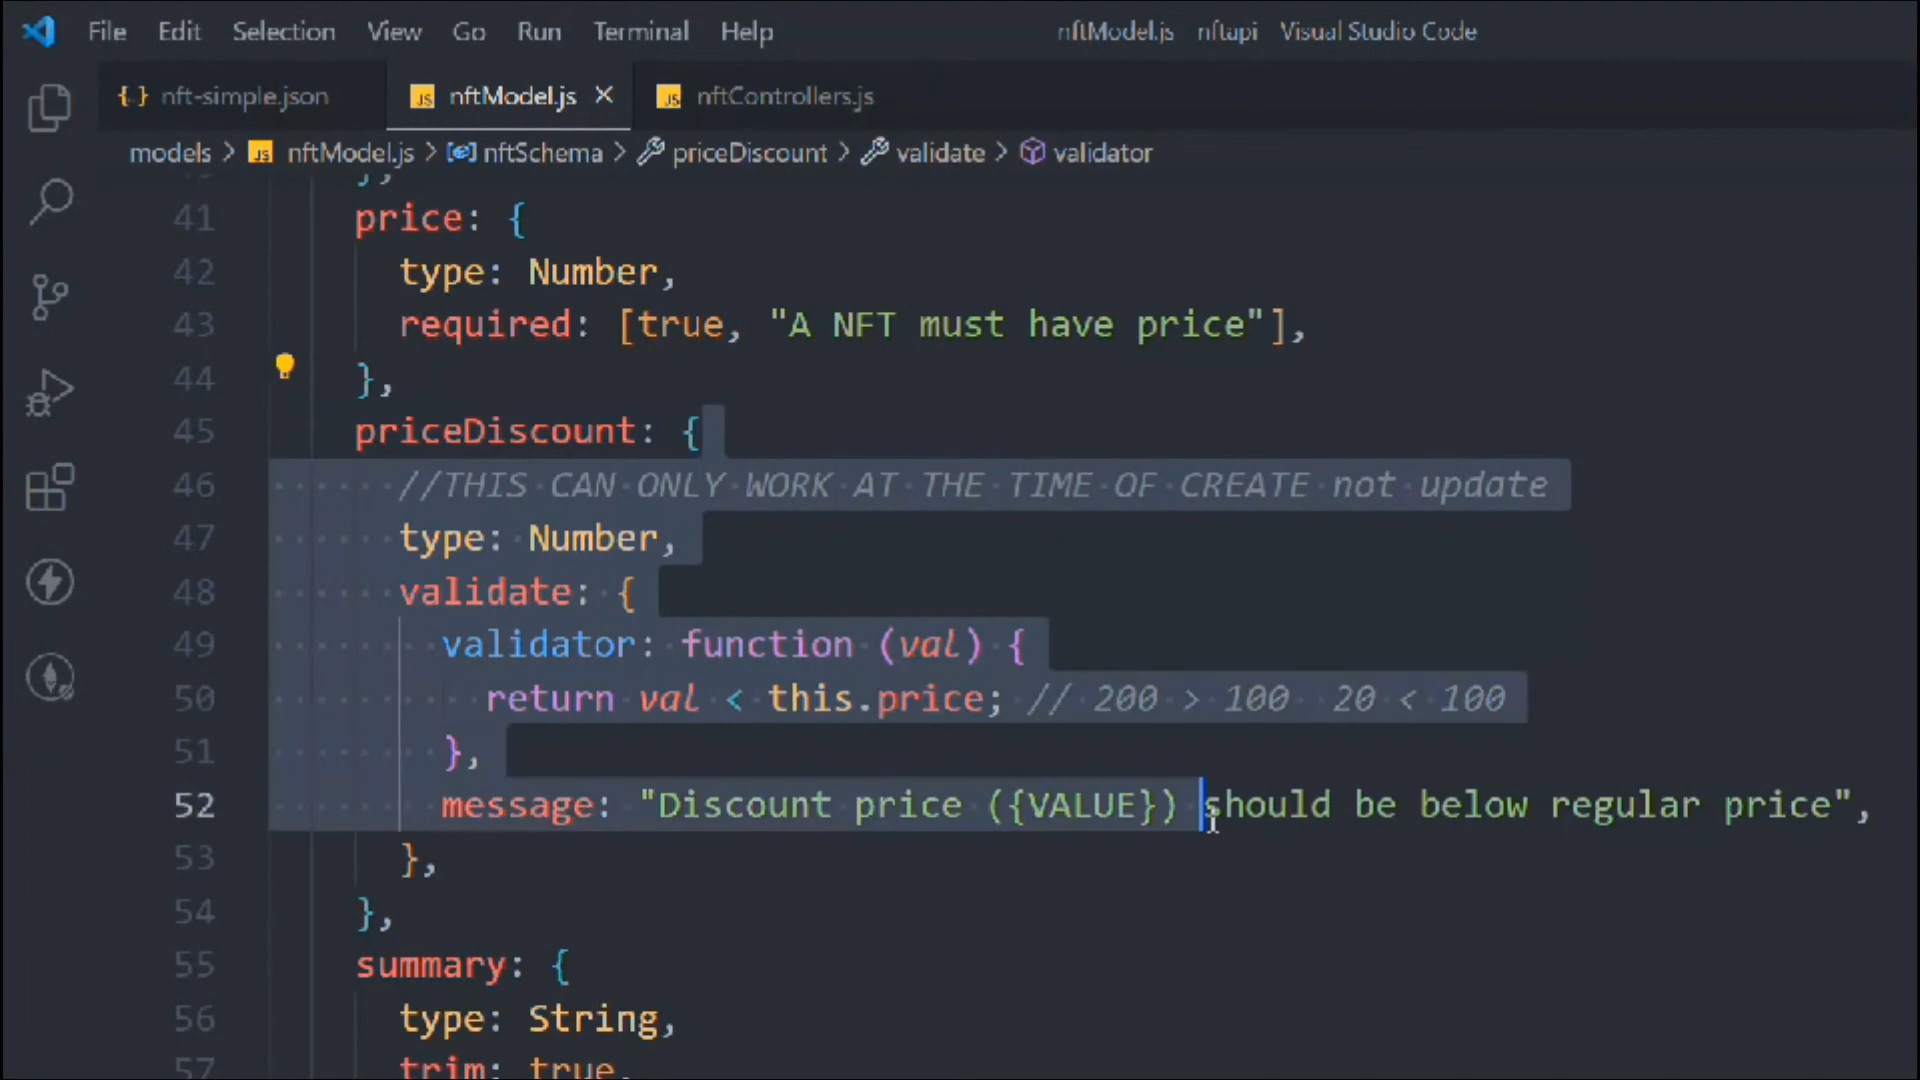 File Edit Selection View Go Run Terminal Help nftModel.js nftapi Visual Studio Code
{..} nft-simple.json JS nftModel.js × JS nftControllers.js
models > JS nftModel.js > nftSchema > priceDiscount > validate > validator
41 price: {
42 type: Number,
43 required: [true, "A NFT must have price"],
44 },
45 priceDiscount: {
46 //THIS CAN ONLY WORK AT THE TIME OF CREATE not update
47 type: Number,
48 validate: {
49 validator: function (val) {
50 return val < this.price; // 200 > 100 20 < 100
51 },
52 message: "Discount price ({VALUE}) should be below regular price",
53 },
54 },
55 summary: {
56 type: String,
57 trim: true,